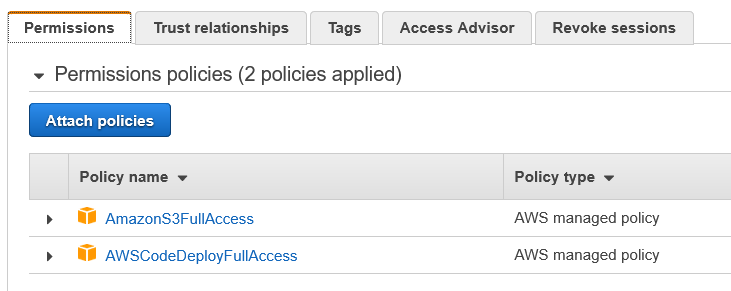 Permissions Trust relationships Tags Access Advisor Revoke sessions
Permissions policies (2 policies applied)
Attach policies
Policy name Policy type
AmazonS3FullAccess AWS managed policy
AWSCodeDeployFullAccess AWS managed policy